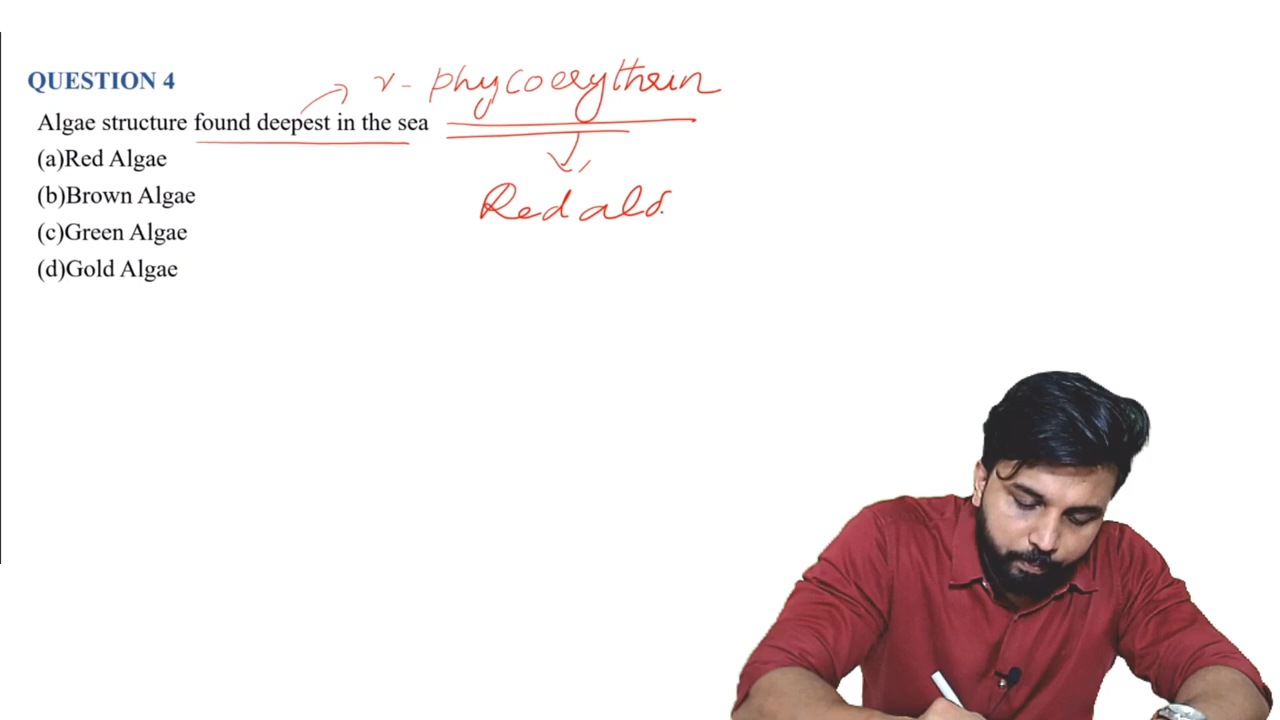 QUESTION 4
r- phycoerythrin
Algae structure found deepest in the sea
(a)Red Algae
Red
(b)Brown Algae
(c)Green Algae
(d)Gold Algae